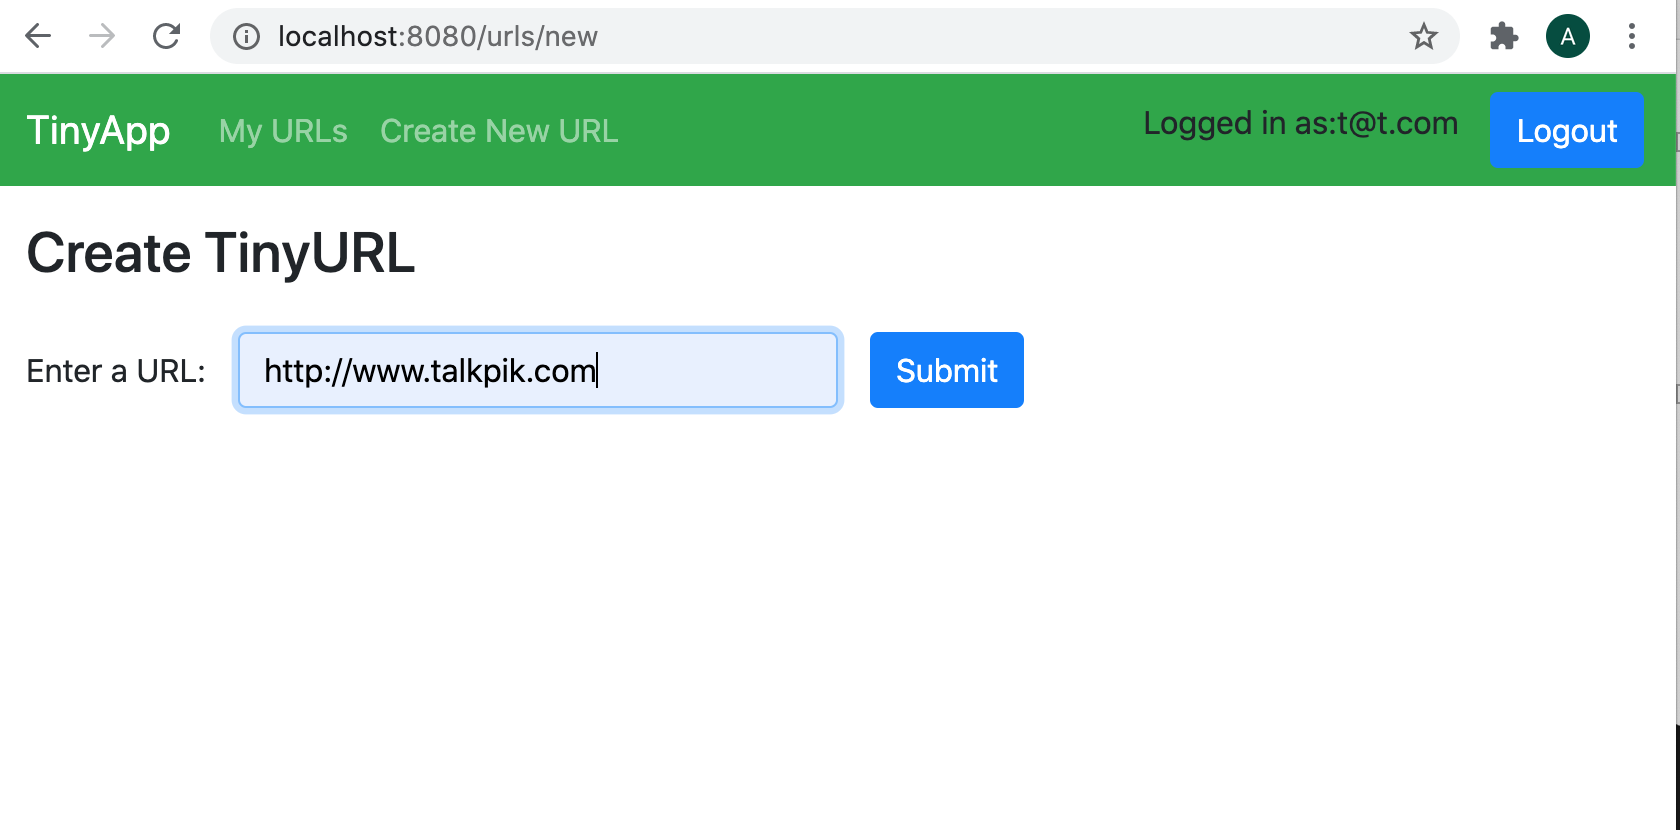 localhost:8080/urls/new
A
TinyApp My URLs Create New URL Logged in as:t@t.com Logout
Create TinyURL
Enter a URL: http://www.talkpik.com Submit